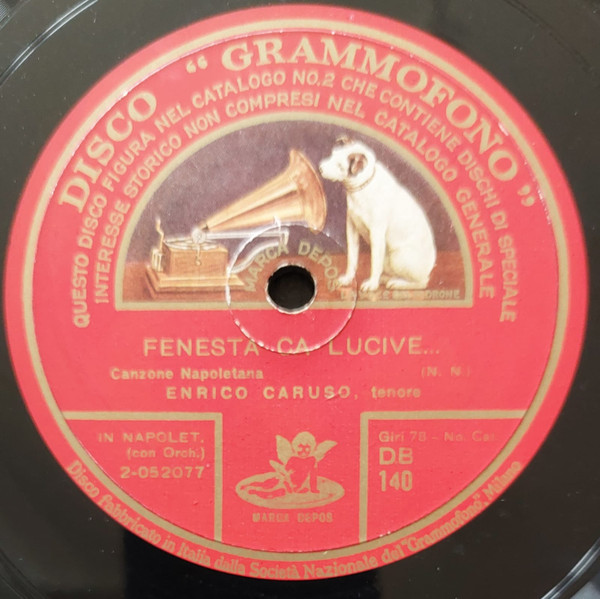 DISCO "GRAMMOFONO"
QUESTO DISCO FIGURA NEL CATALOGO NO. 2 CHE CONTIENE DISCHI DI SPECIALE
INTERESSE STORICO NON COMPRESI NEL CATALOGO GENERALE
MARCA DEPOS
FENESTA CA LUCIVE...
Canzone Napoletana (N. N.)
ENRICO CARUSO, tenore
IN NAPOLET.
(con Orch.)
2-052077
Giri 78 - No. Cat
DB
140
MARCA DEPOS
Disco fabbricato in Italia dalla Società Nazionale del "Grammofono", Milano